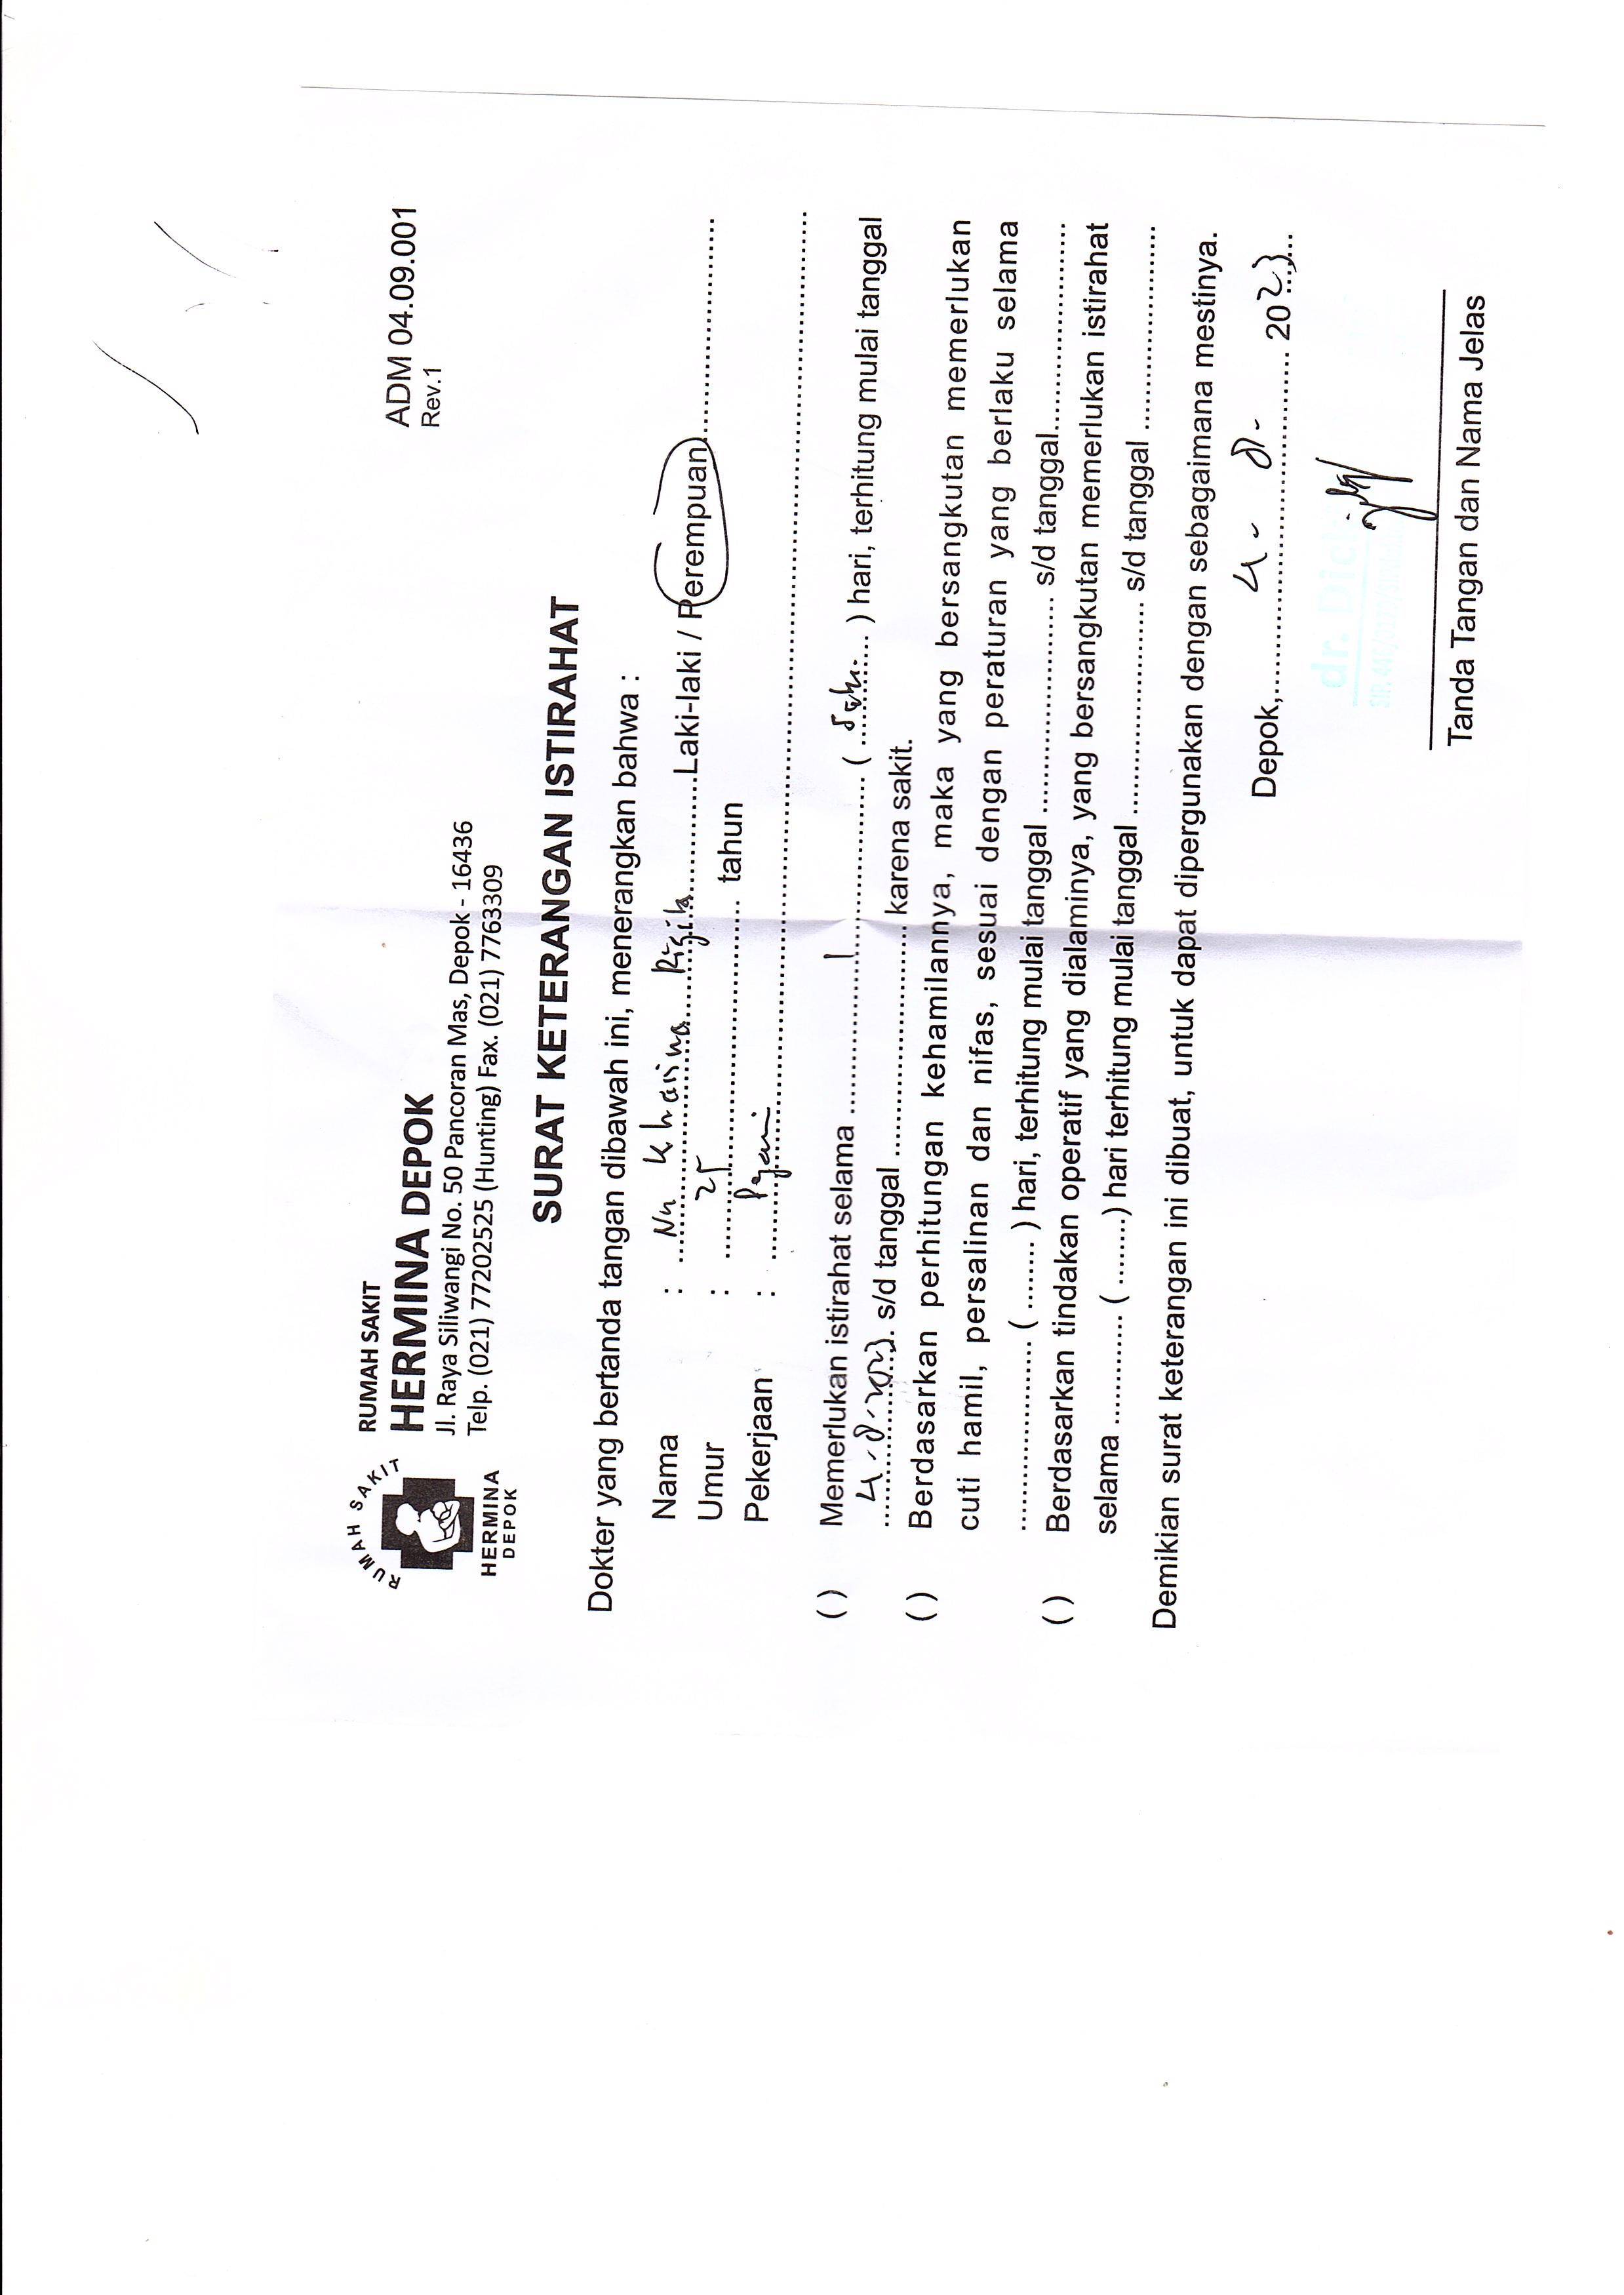 RUMAH SAKIT
HERMINA
DEPOK
RUMAH SAKIT
HERMINA DEPOK
Jl. Raya Siliwangi No. 50 Pancoran Mas, Depok - 16436
Telp. (021) 77202525 (Hunting) Fax. (021) 7763309
ADM 04.09.001
Rev.1
SURAT KETERANGAN ISTIRAHAT
Dokter yang bertanda tangan dibawah ini, menerangkan bahwa :
Nama : Khairina Laki-laki / Perempuan
Umur : 25 tahun
Pekerjaan :
( ) Memerlukan istirahat selama 1 ( satu ) hari, terhitung mulai tanggal
4-8-2023 s/d tanggal karena sakit.
( ) Berdasarkan perhitungan kehamilannya, maka yang bersangkutan memerlukan
cuti hamil, persalinan dan nifas, sesuai dengan peraturan yang berlaku selama
( ) hari, terhitung mulai tanggal s/d tanggal
( ) Berdasarkan tindakan operatif yang dialaminya, yang bersangkutan memerlukan istirahat
selama ( ) hari terhitung mulai tanggal s/d tanggal
Demikian surat keterangan ini dibuat, untuk dapat dipergunakan dengan sebagaimana mestinya.
Depok, 4 - 8 - 2023
dr.
Tanda Tangan dan Nama Jelas